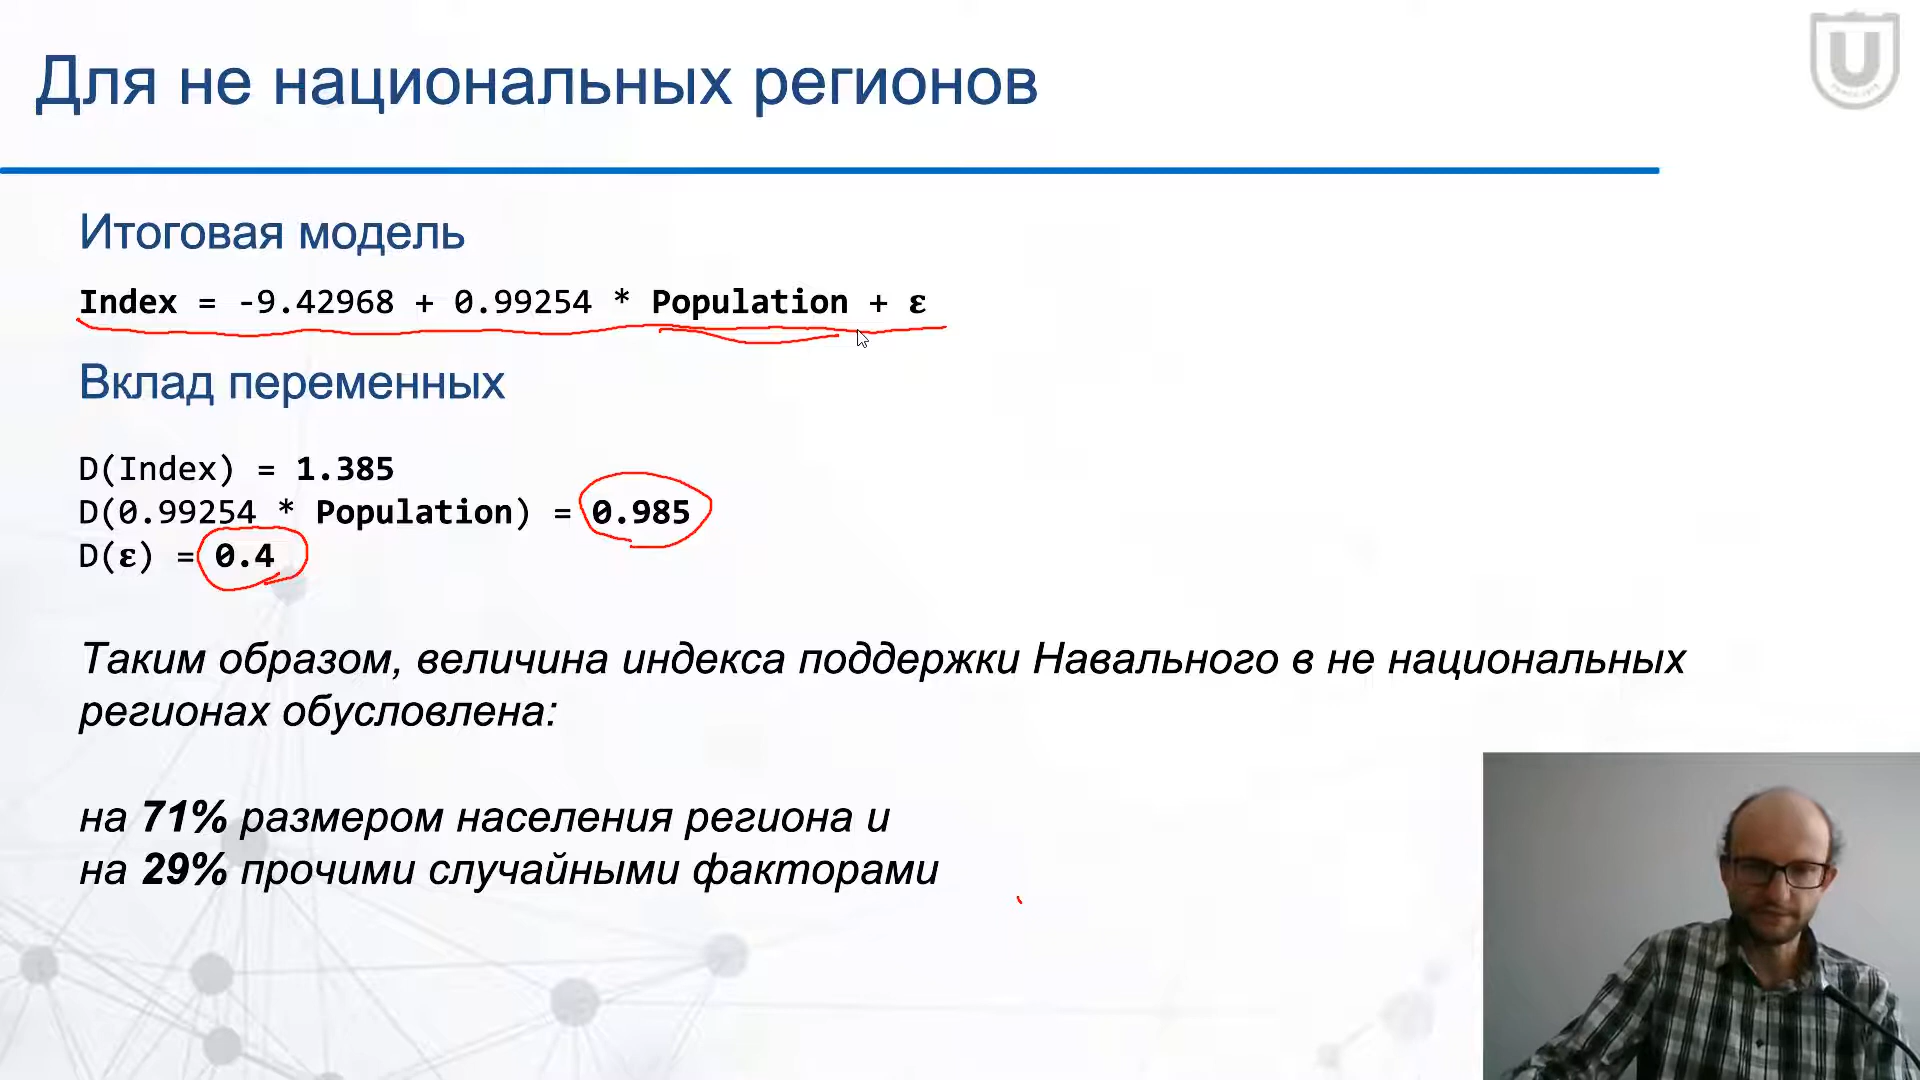 Для не национальных регионов
Итоговая модель
Index = -9.42968 + 0.99254 * Population + ε
Вклад переменных
D(Index) = 1.385
D(0.99254 * Population) = 0.985
D(ε) = 0.4
Таким образом, величина индекса поддержки Навального в не национальных
регионах обусловлена:
на 71% размером населения региона и
на 29% прочими случайными факторами
U